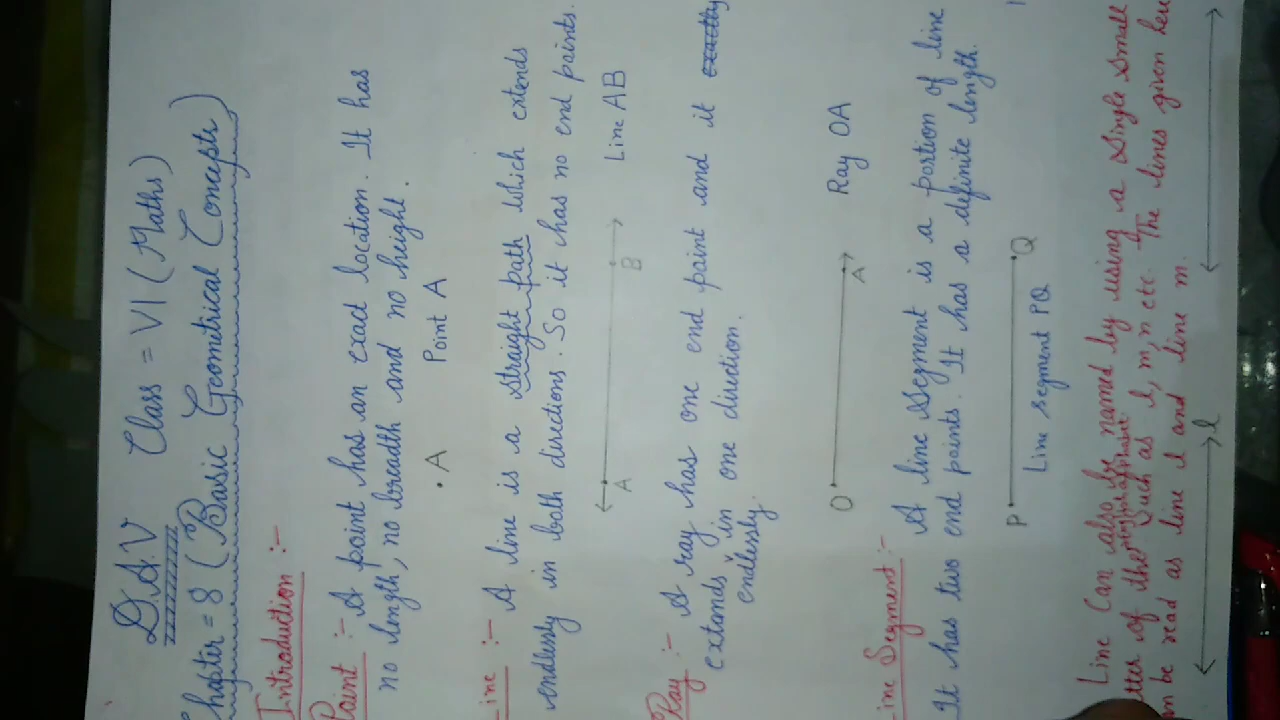 D.A.V Class = VI (Maths)
Chapter = 8 (Basic Geometrical Concepts)
Introduction :-
Point :- A point has an exact location. It has
no length, no breadth and no height.
. A Point A
Line :- A line is a straight path which extends
endlessly in both directions. So it has no end points.
A B Line AB
Ray :- A ray has one end point and it exactly
extends in one direction.
endlessly.
O A Ray OA
Line Segment :- A line segment is a portion of line
It has two end points. It has a definite length.
P Q
Line segment PQ
Line Can also be named by using a single small
letter of the Such as l, m, n etc. The lines given here
can be read as line l and line m.
l